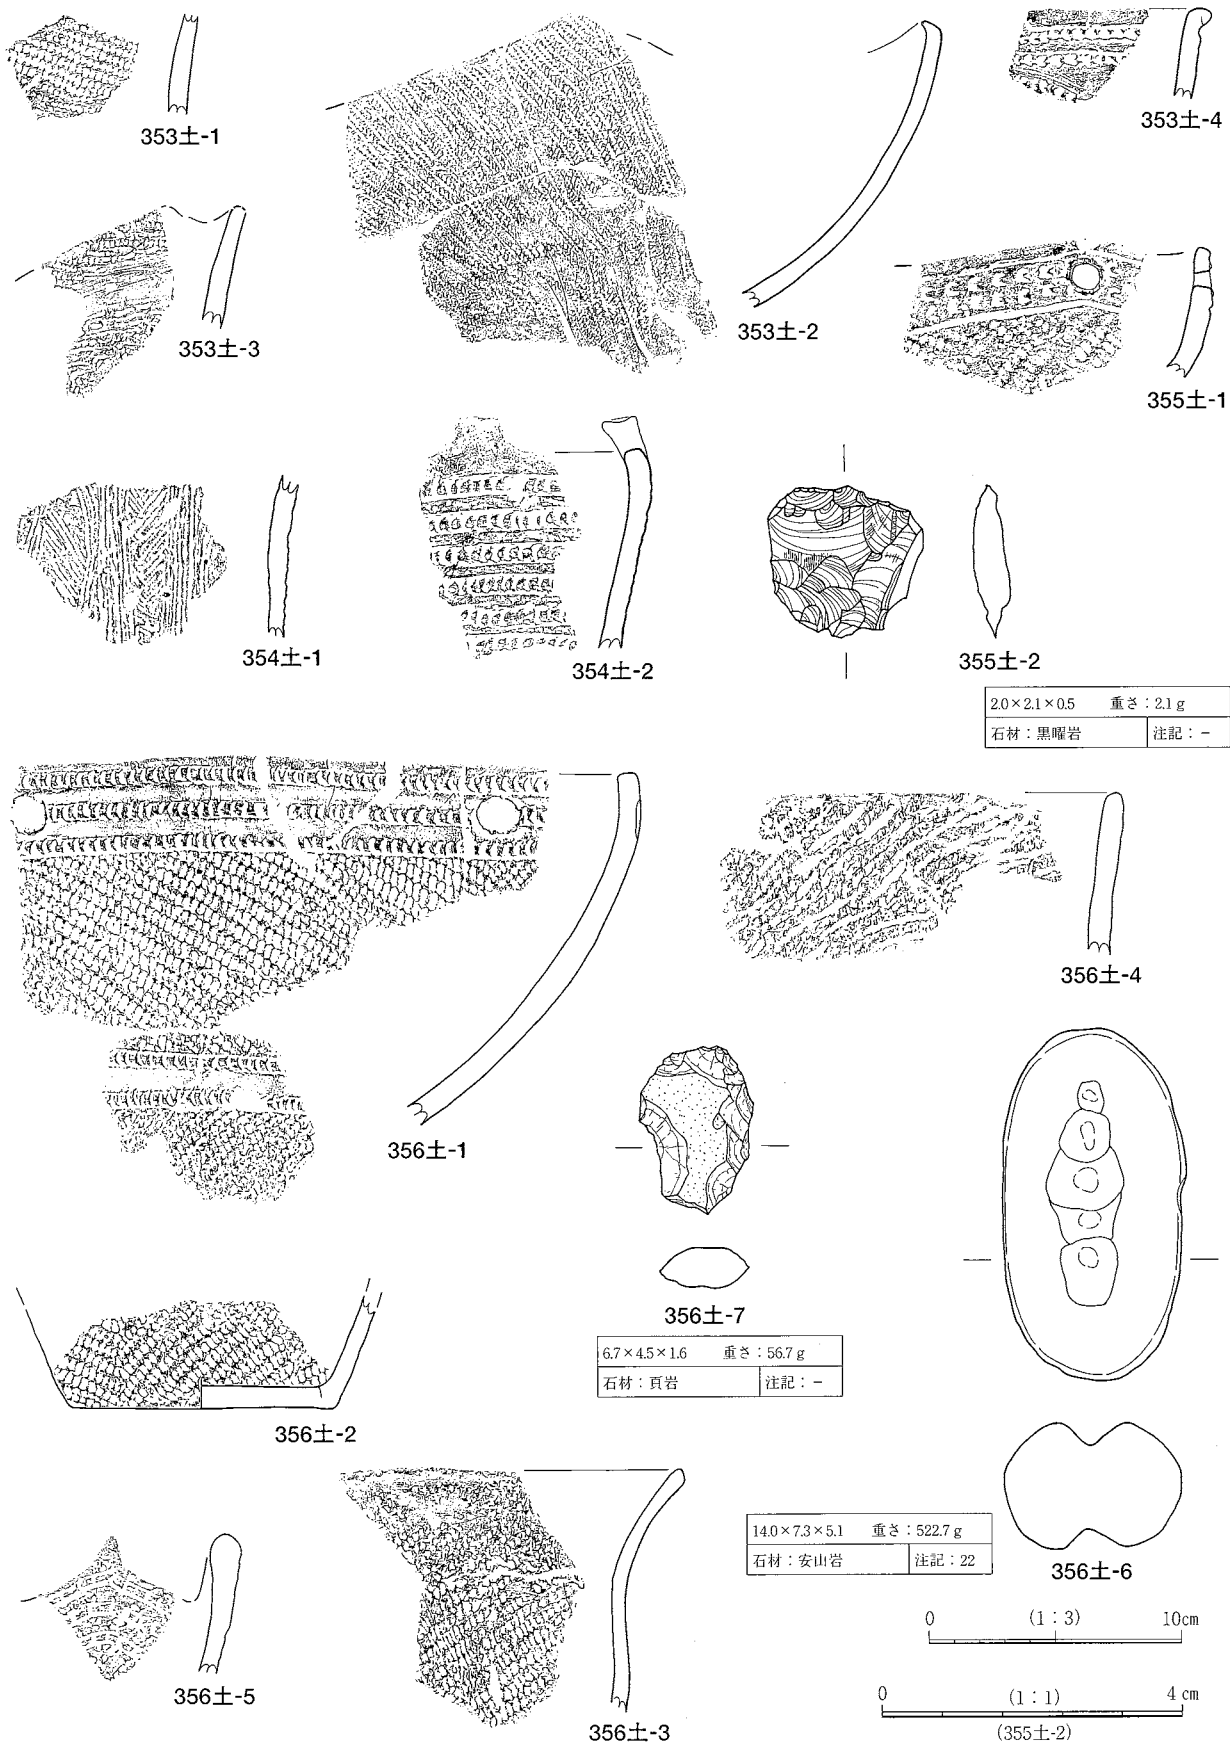 353土-1
353土-2
353土-4
353土-3
355土-1
354土-1
354土-2
355土-2
2.0×2.1×0.5 重さ：2.1 g
石材：黒曜岩 注記：−
356土-1
356土-4
356土-7
6.7×4.5×1.6 重さ：56.7 g
石材：頁岩 注記：−
356土-2
14.0×7.3×5.1 重さ：522.7 g
石材：安山岩 注記：22
356土-6
356土-5
356土-3
0 (1：3) 10cm
0 (1：1) 4 cm
(355土-2)